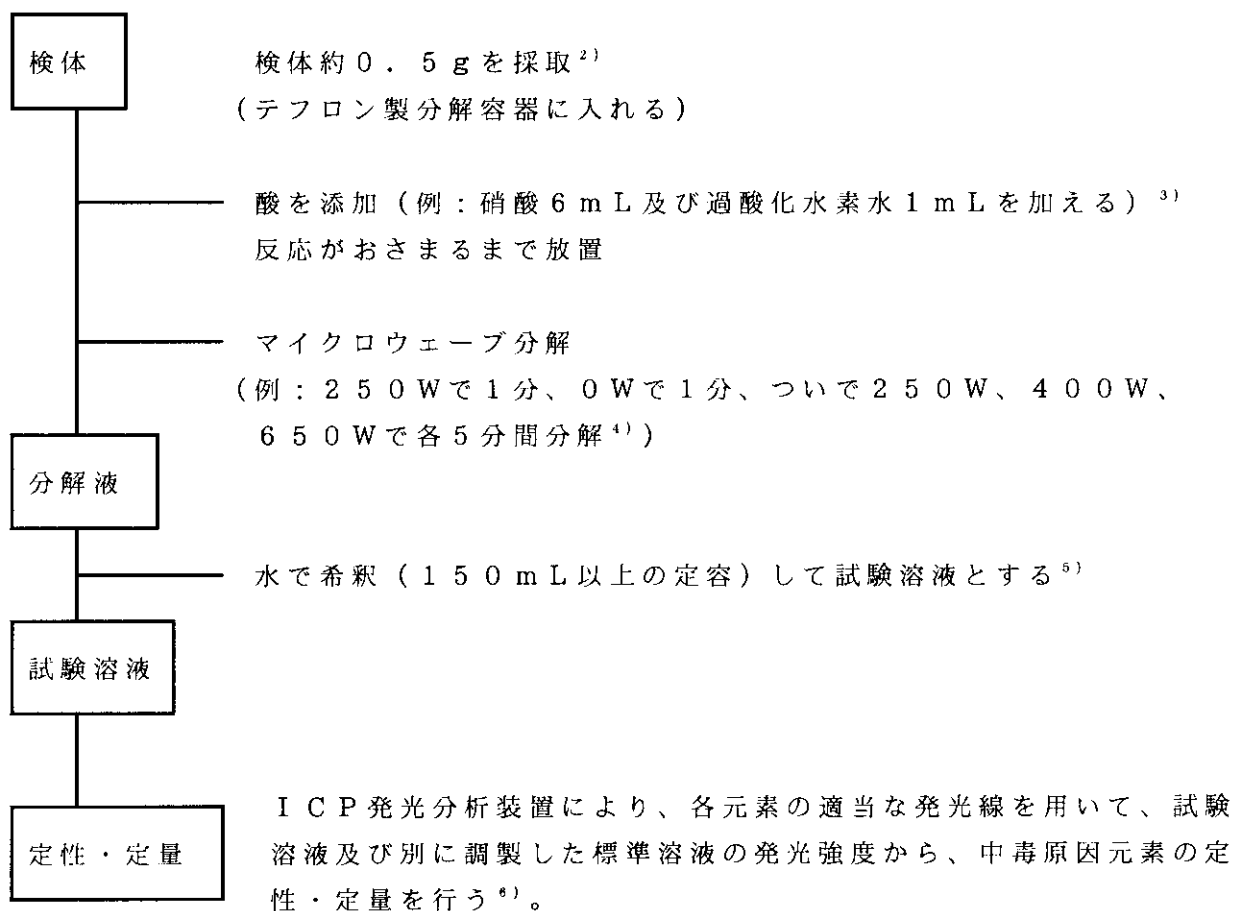 検体
検体約０．５ｇを採取²⁾
(テフロン製分解容器に入れる)
酸を添加（例：硝酸６ｍＬ及び過酸化水素水１ｍＬを加える）³⁾
反応がおさまるまで放置
マイクロウェーブ分解
(例：２５０Ｗで１分、０Ｗで１分、ついで２５０Ｗ、４００Ｗ、
６５０Ｗで各５分間分解⁴⁾)
分解液
水で希釈（１５０ｍＬ以上の定容）して試験溶液とする⁵⁾
試験溶液
定性・定量
ＩＣＰ発光分析装置により、各元素の適当な発光線を用いて、試験
溶液及び別に調製した標準溶液の発光強度から、中毒原因元素の定
性・定量を行う⁶⁾。